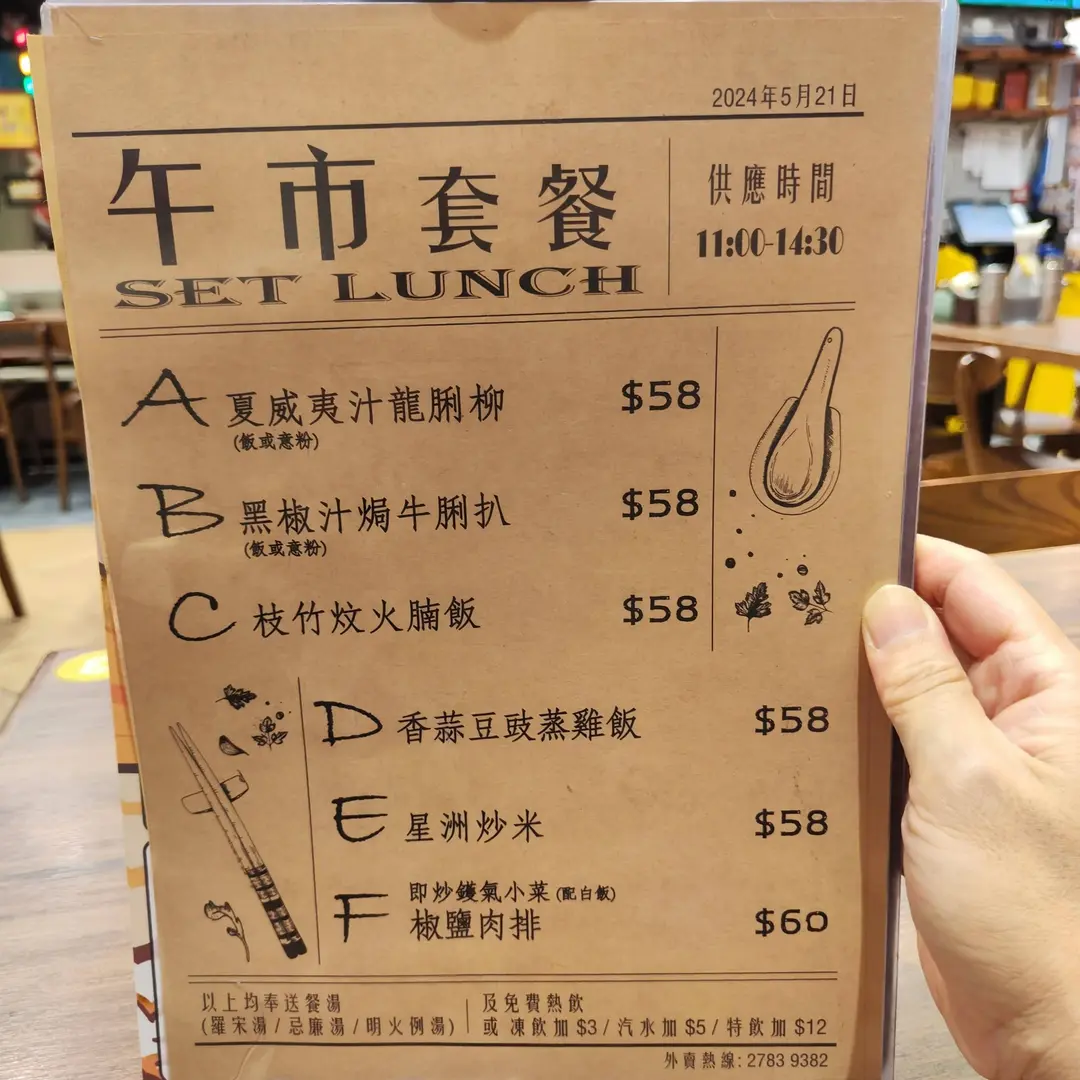 2024年5月21日
午市套餐
SET LUNCH
供應時間
11:00-14:30
A 夏威夷汁龍脷柳 $58
(飯或意粉)
B 黑椒汁焗牛脷扒 $58
(飯或意粉)
C 枝竹炆火腩飯 $58
D 香蒜豆豉蒸雞飯 $58
E 星洲炒米 $58
即炒鑊氣小菜 (配白飯)
F 椒鹽肉排 $60
以上均奉送餐湯
(羅宋湯 / 忌廉湯 / 明火例湯)
及免費熱飲
或 凍飲加 $3 / 汽水加 $5 / 特飲加 $12
外賣熱線: 2783 9382